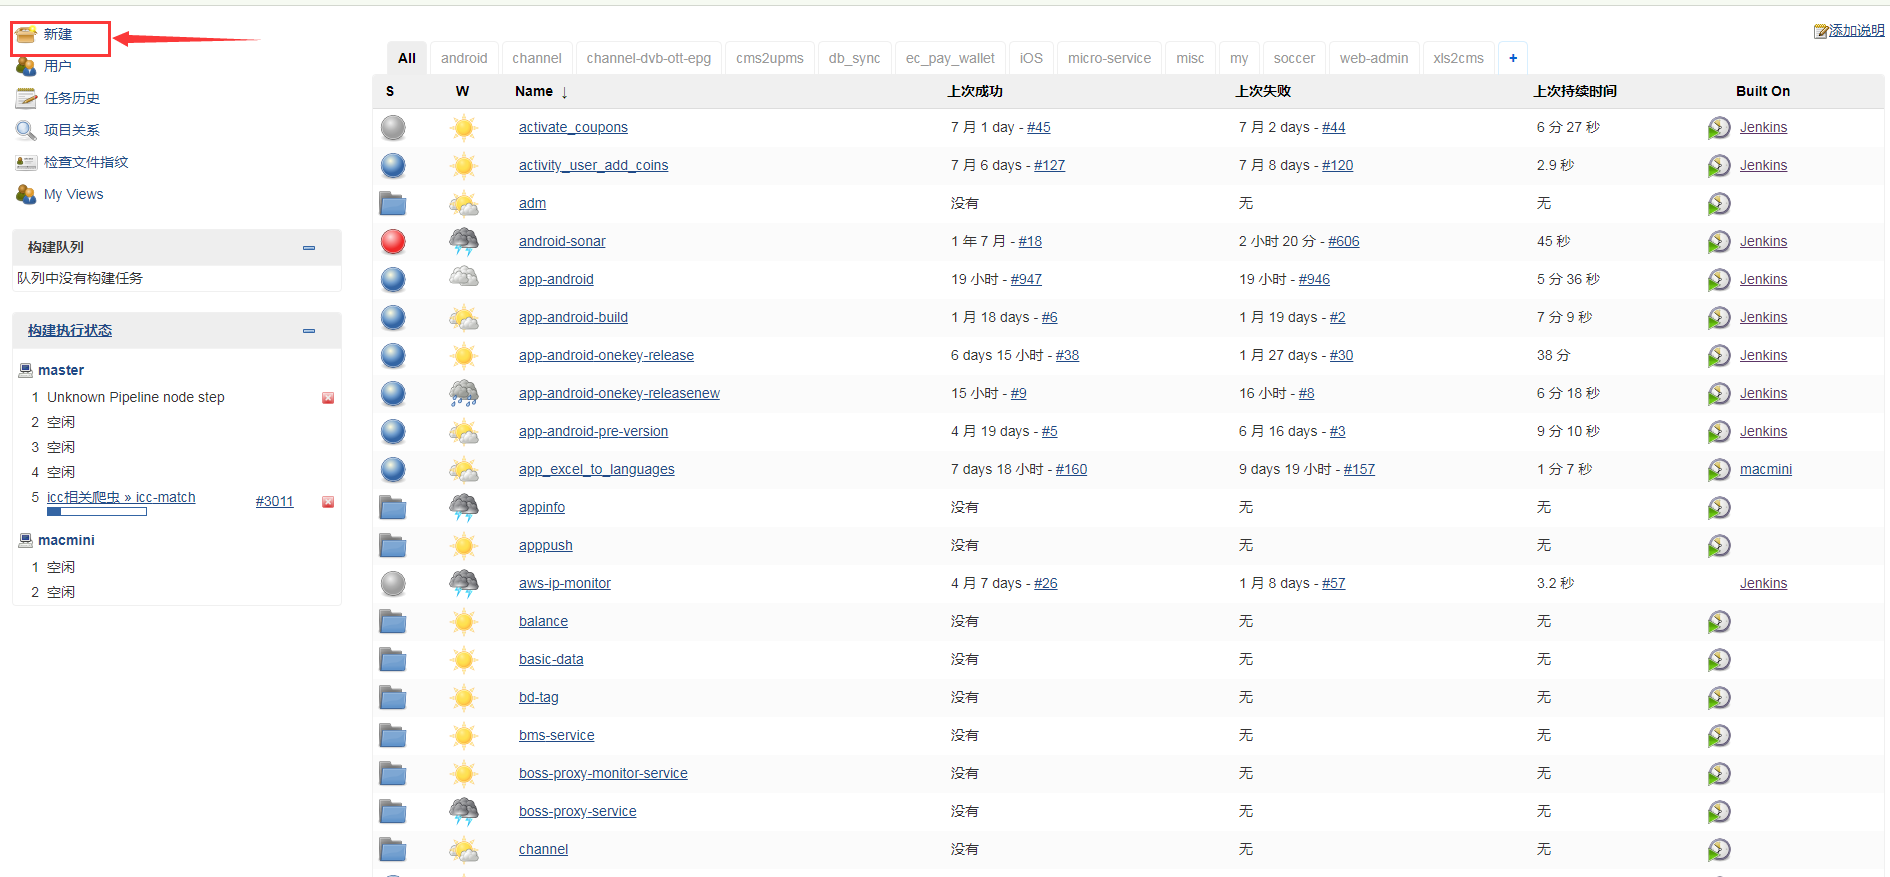 新建
用户
任务历史
项目关系
检查文件指纹
My Views
构建队列
队列中没有构建任务
构建执行状态
master
1 Unknown Pipeline node step
2 空闲
3 空闲
4 空闲
5 icc相关爬虫 » icc-match #3011
macmini
1 空闲
2 空闲
添加说明
All android channel channel-dvb-ott-epg cms2upms db_sync ec_pay_wallet iOS micro-service misc my soccer web-admin xls2cms +
S W Name ↓ 上次成功 上次失败 上次持续时间 Built On
activate_coupons 7 月 1 day - #45 7 月 2 days - #44 6 分 27 秒 Jenkins
activity_user_add_coins 7 月 6 days - #127 7 月 8 days - #120 2.9 秒 Jenkins
adm 没有 无 无
android-sonar 1 年 7 月 - #18 2 小时 20 分 - #606 45 秒 Jenkins
app-android 19 小时 - #947 19 小时 - #946 5 分 36 秒 Jenkins
app-android-build 1 月 18 days - #6 1 月 19 days - #2 7 分 9 秒 Jenkins
app-android-onekey-release 6 days 15 小时 - #38 1 月 27 days - #30 38 分 Jenkins
app-android-onekey-releasenew 15 小时 - #9 16 小时 - #8 6 分 18 秒 Jenkins
app-android-pre-version 4 月 19 days - #5 6 月 16 days - #3 9 分 10 秒 Jenkins
app_excel_to_languages 7 days 18 小时 - #160 9 days 19 小时 - #157 1 分 7 秒 macmini
appinfo 没有 无 无
apppush 没有 无 无
aws-ip-monitor 4 月 7 days - #26 1 月 8 days - #57 3.2 秒 Jenkins
balance 没有 无 无
basic-data 没有 无 无
bd-tag 没有 无 无
bms-service 没有 无 无
boss-proxy-monitor-service 没有 无 无
boss-proxy-service 没有 无 无
channel 没有 无 无